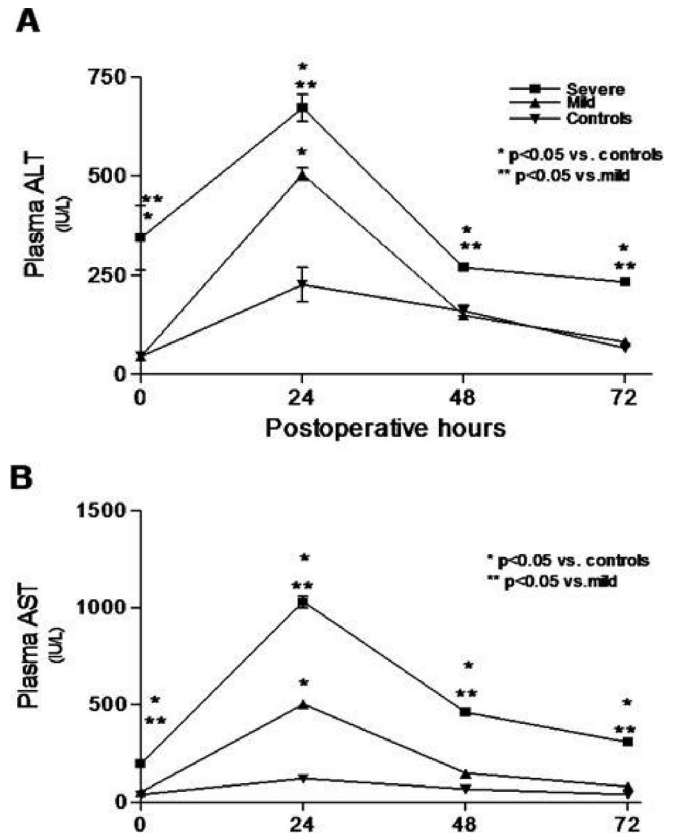 A
*
**
750
Severe
Mild
Controls
*
500
* p<0.05 vs. controls
** p<0.05 vs.mild
**
*
*
**
*
**
Plasma ALT
(IU/L)
250
0
0
24
48
72
Postoperative hours
B
1500
*
**
* p<0.05 vs. controls
** p<0.05 vs.mild
1000
Plasma AST
(IU/L)
*
**
*
*
**
*
**
500
0
0
24
48
72